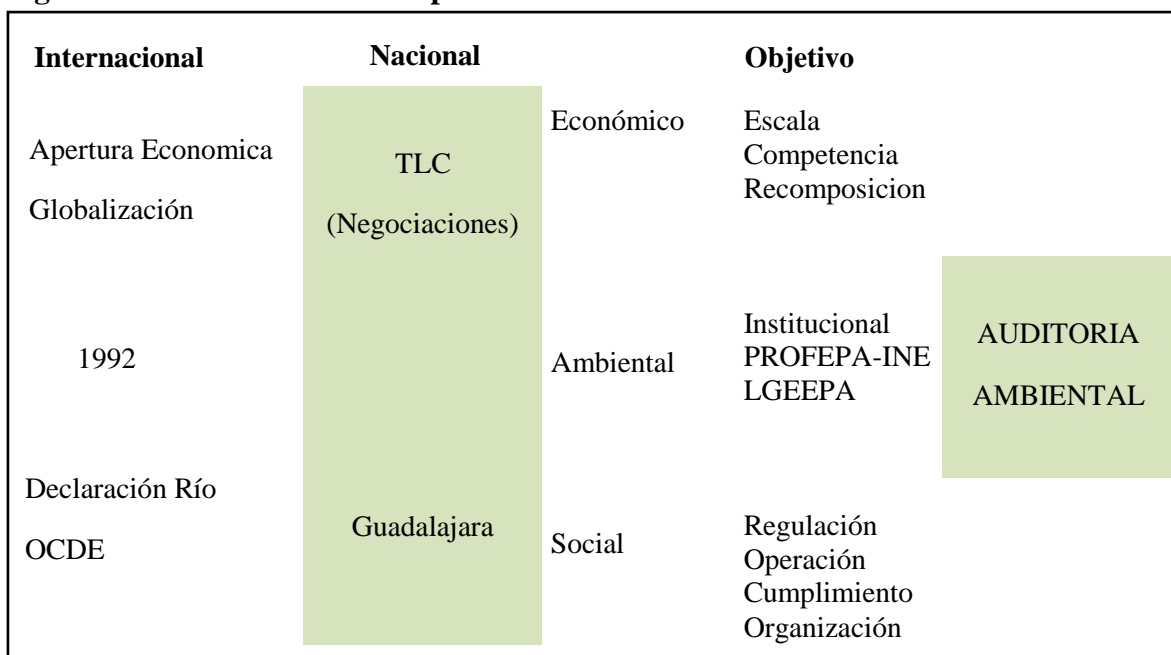 Internacional
Nacional
Objetivo
Apertura Economica
Globalización
TLC
(Negociaciones)
Económico
Escala
Competencia
Recomposicion
1992
Ambiental
Institucional
PROFEPA-INE
LGEEPA
AUDITORIA
AMBIENTAL
Declaración Río
OCDE
Guadalajara
Social
Regulación
Operación
Cumplimiento
Organización